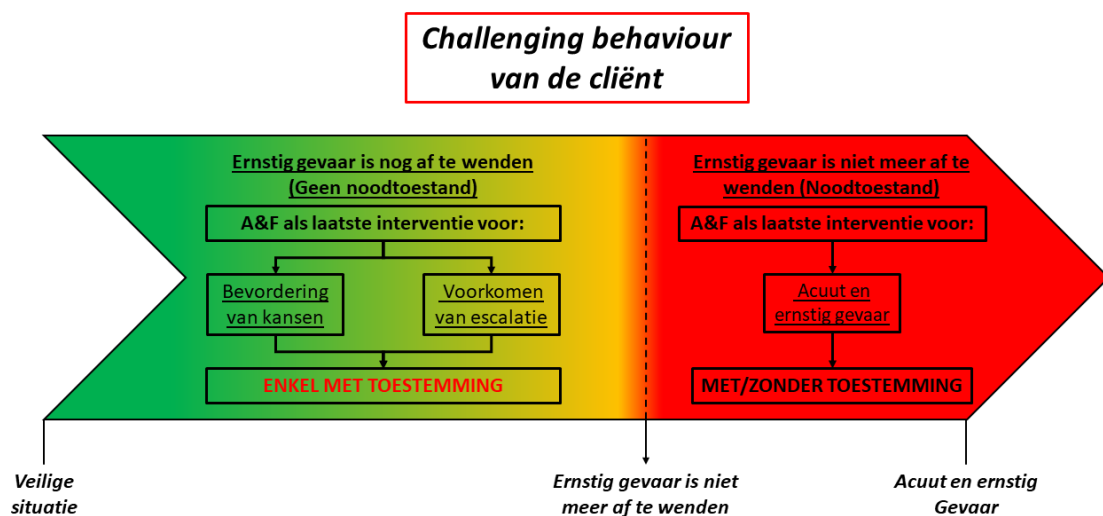 Challenging behaviour
van de cliënt
Ernstig gevaar is nog af te wenden
(Geen noodtoestand)
A&F als laatste interventie voor:
Bevordering
van kansen
Voorkomen
van escalatie
ENKEL MET TOESTEMMING
Ernstig gevaar is niet meer af te
wenden (Noodtoestand)
A&F als laatste interventie voor:
Acuut en
ernstig gevaar
MET/ZONDER TOESTEMMING
Veilige
situatie
Ernstig gevaar is niet
meer af te wenden
Acuut en ernstig
Gevaar